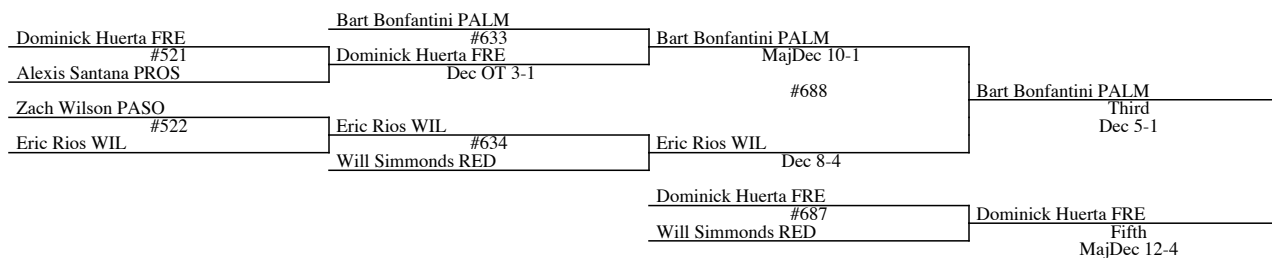 Bart Bonfantini PALM
Dominick Huerta FRE
#633
Bart Bonfantini PALM
#521
Dominick Huerta FRE
MajDec 10-1
Alexis Santana PROS
Dec OT 3-1
#688
Bart Bonfantini PALM
Zach Wilson PASO
Third
#522
Eric Rios WIL
Dec 5-1
Eric Rios WIL
#634
Eric Rios WIL
Will Simmonds RED
Dec 8-4
Dominick Huerta FRE
#687
Dominick Huerta FRE
Will Simmonds RED
Fifth
MajDec 12-4